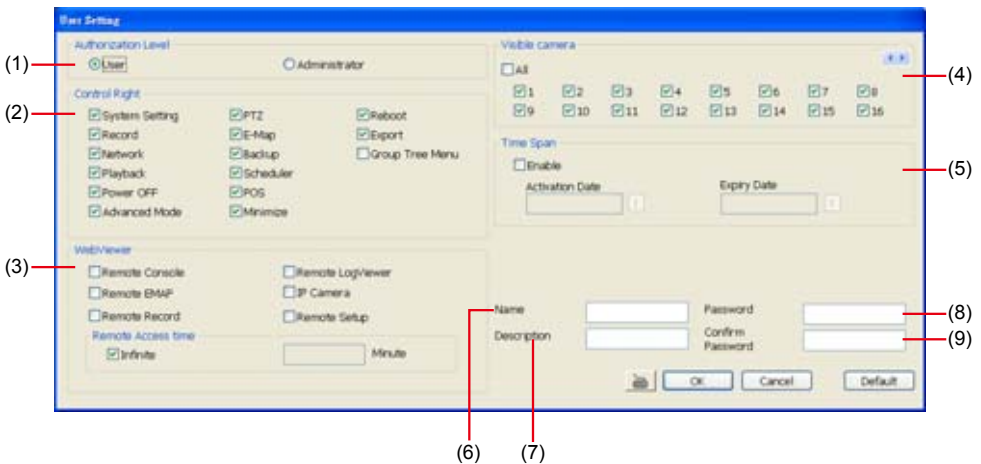 User Setting
Authorization Level
User Administrator
Control Right
System Setting PTZ Reboot
Record E-Map Export
Network Backup Group Tree Menu
Playback Scheduler
Power OFF POS
Advanced Mode Minimize
WebViewer
Remote Console Remote LogViewer
Remote EMAP IP Camera
Remote Record Remote Setup
Remote Access time
Infinite Minute
Visible camera
All
1 2 3 4 5 6 7 8
9 10 11 12 13 14 15 16
Time Span
Enable
Activation Date Expiry Date
Name Password
Description Confirm Password
OK Cancel Default
(1)
(2)
(3)
(4)
(5)
(6)
(7)
(8)
(9)